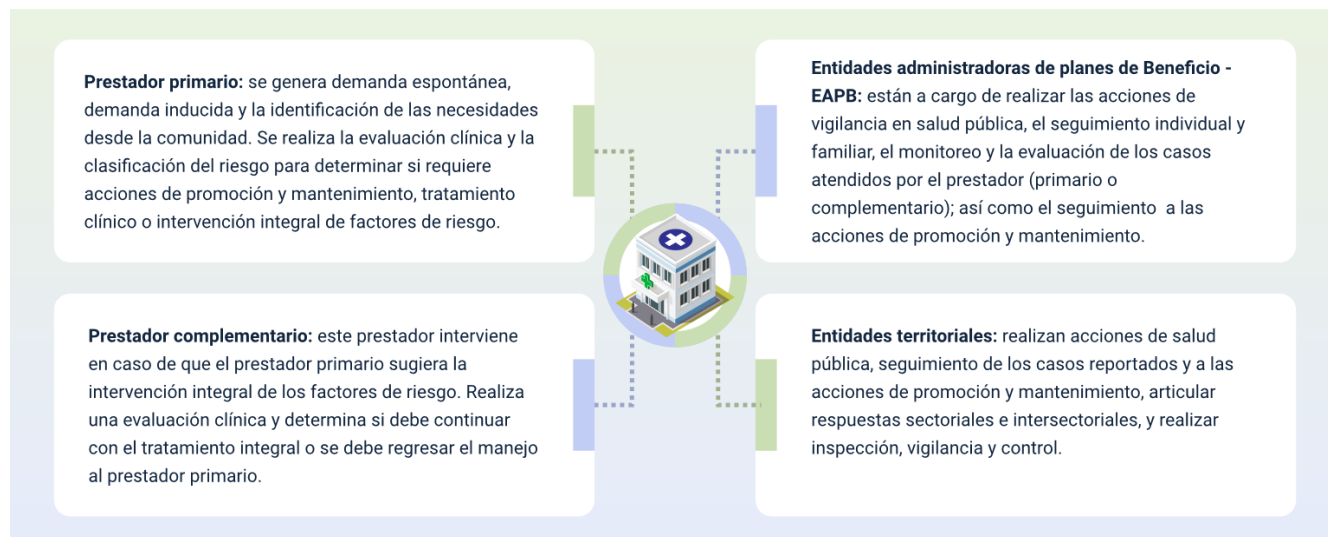 Prestador primario: se genera demanda espontánea,
demanda inducida y la identificación de las necesidades
desde la comunidad. Se realiza la evaluación clínica y la
clasificación del riesgo para determinar si requiere
acciones de promoción y mantenimiento, tratamiento
clínico o intervención integral de factores de riesgo.
Entidades administradoras de planes de Beneficio -
EAPB: están a cargo de realizar las acciones de
vigilancia en salud pública, el seguimiento individual y
familiar, el monitoreo y la evaluación de los casos
atendidos por el prestador (primario o
complementario); así como el seguimiento  a las
acciones de promoción y mantenimiento.
Prestador complementario: este prestador interviene
en caso de que el prestador primario sugiera la
intervención integral de los factores de riesgo. Realiza
una evaluación clínica y determina si debe continuar
con el tratamiento integral o se debe regresar el manejo
al prestador primario.
Entidades territoriales: realizan acciones de salud
pública, seguimiento de los casos reportados y a las
acciones de promoción y mantenimiento, articular
respuestas sectoriales e intersectoriales, y realizar
inspección, vigilancia y control.